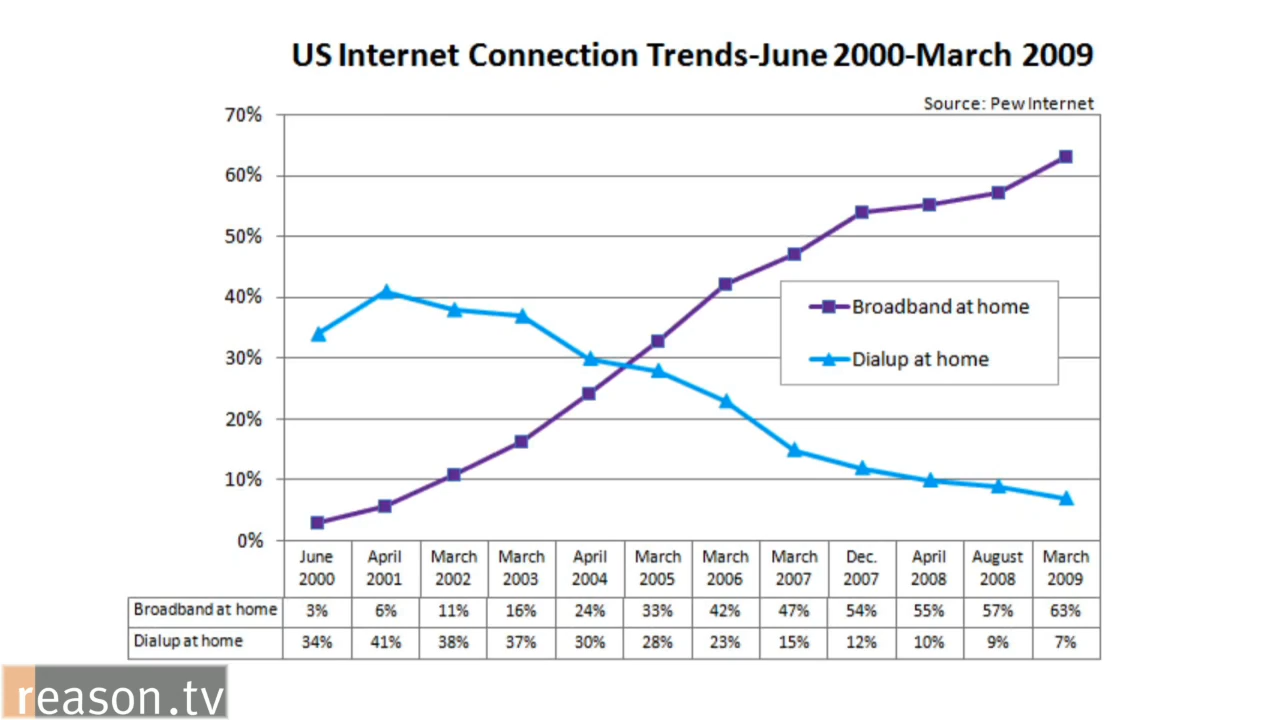 US Internet Connection Trends-June 2000-March 2009
Source: Pew Internet
70%
60%
50%
40%
30%
20%
10%
0%
Broadband at home
Dialup at home
June 2000 April 2001 March 2002 March 2003 April 2004 March 2005 March 2006 March 2007 Dec. 2007 April 2008 August 2008 March 2009
Broadband at home 3% 6% 11% 16% 24% 33% 42% 47% 54% 55% 57% 63%
Dialup at home 34% 41% 38% 37% 30% 28% 23% 15% 12% 10% 9% 7%
reason.tv